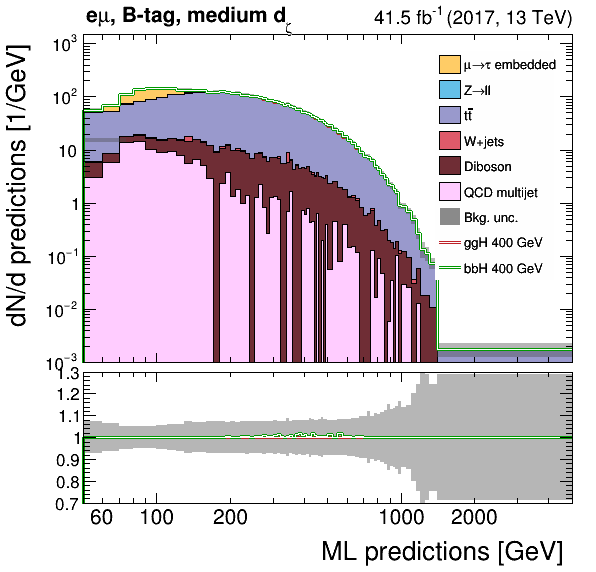 eμ, B-tag, medium dζ
41.5 fb⁻¹ (2017, 13 TeV)
dN/d predictions [1/GeV]
10³
10²
10
1
10⁻¹
10⁻²
10⁻³
μ→τ embedded
Z→ll
tt̄
W+jets
Diboson
QCD multijet
Bkg. unc.
ggH 400 GeV
bbH 400 GeV
1.3
1.2
1.1
1
0.9
0.8
0.7
60 100 200 1000 2000
ML predictions [GeV]